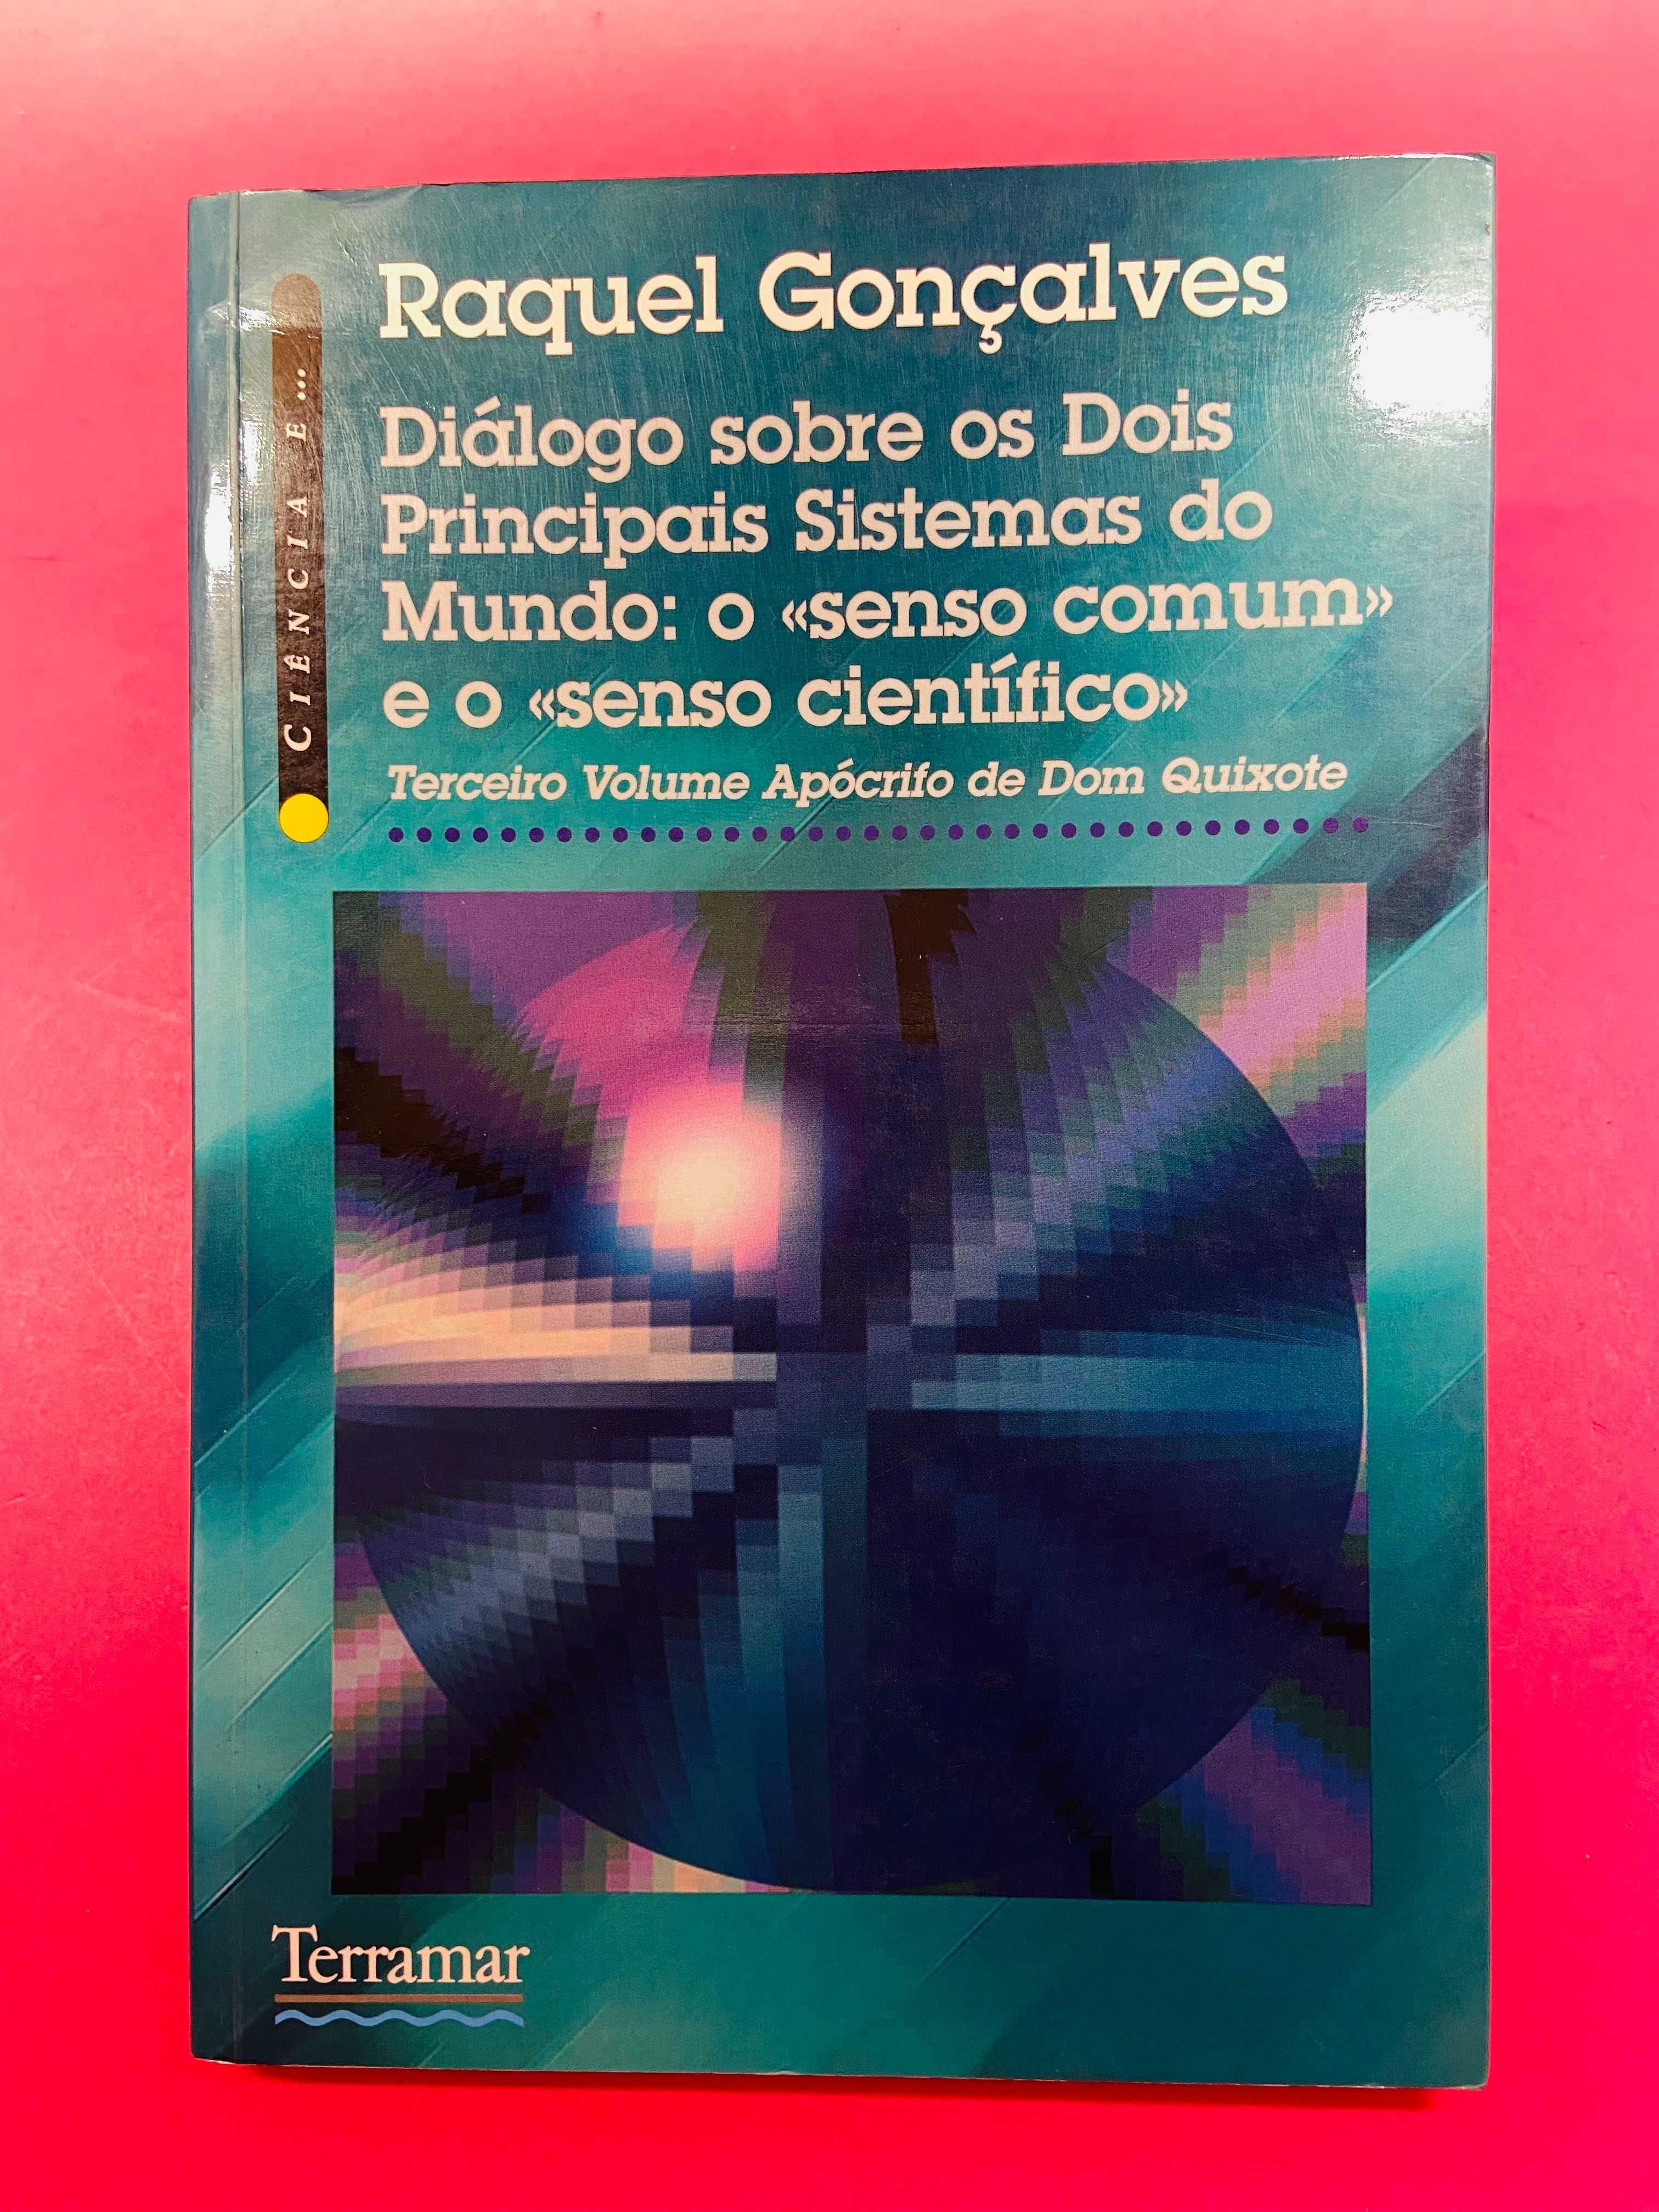 Raquel Gonçalves
Diálogo sobre os Dois
Principais Sistemas do
Mundo: o «senso comum»
e o «senso científico»
Terceiro Volume Apócrifo de Dom Quixote
CIÊNCIA E ...
Terramar